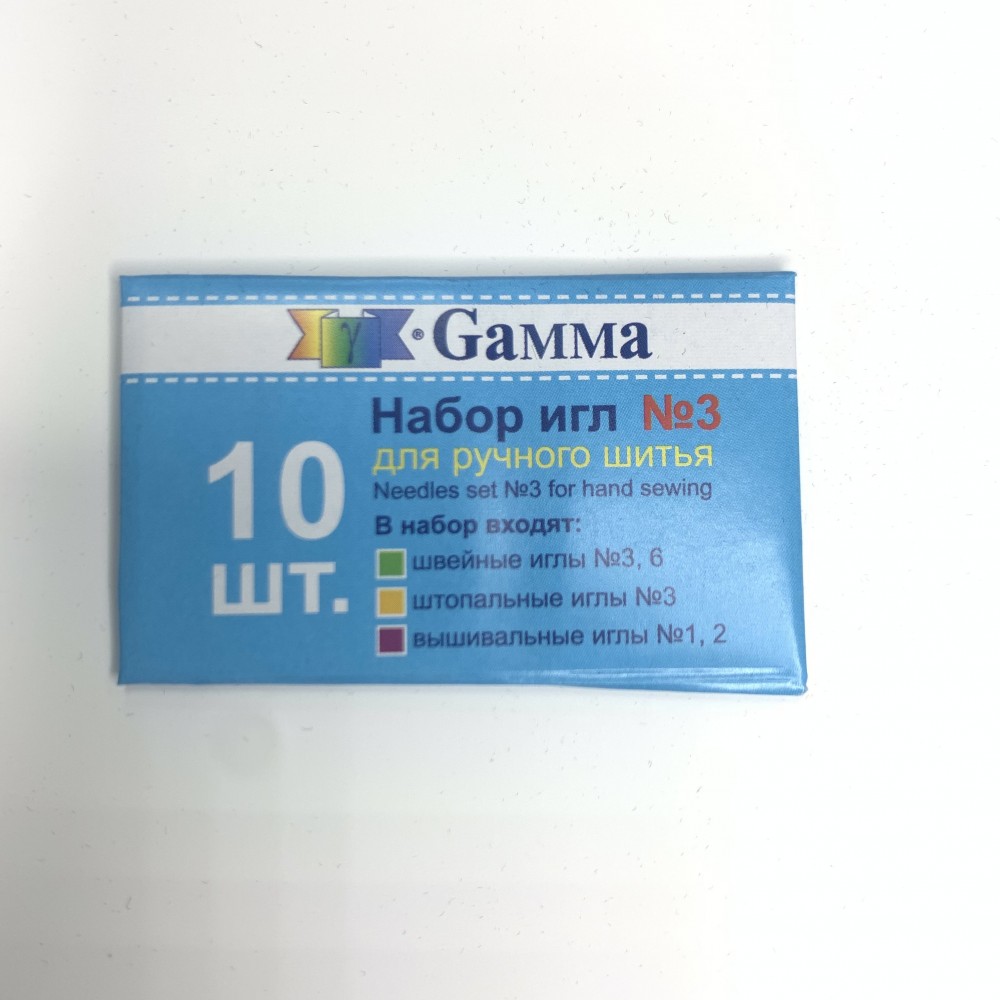 γ ® Gamma
Набор игл №3
для ручного шитья
Needles set №3 for hand sewing
10
шт.
В набор входят:
швейные иглы №3, 6
штопальные иглы №3
вышивальные иглы №1, 2